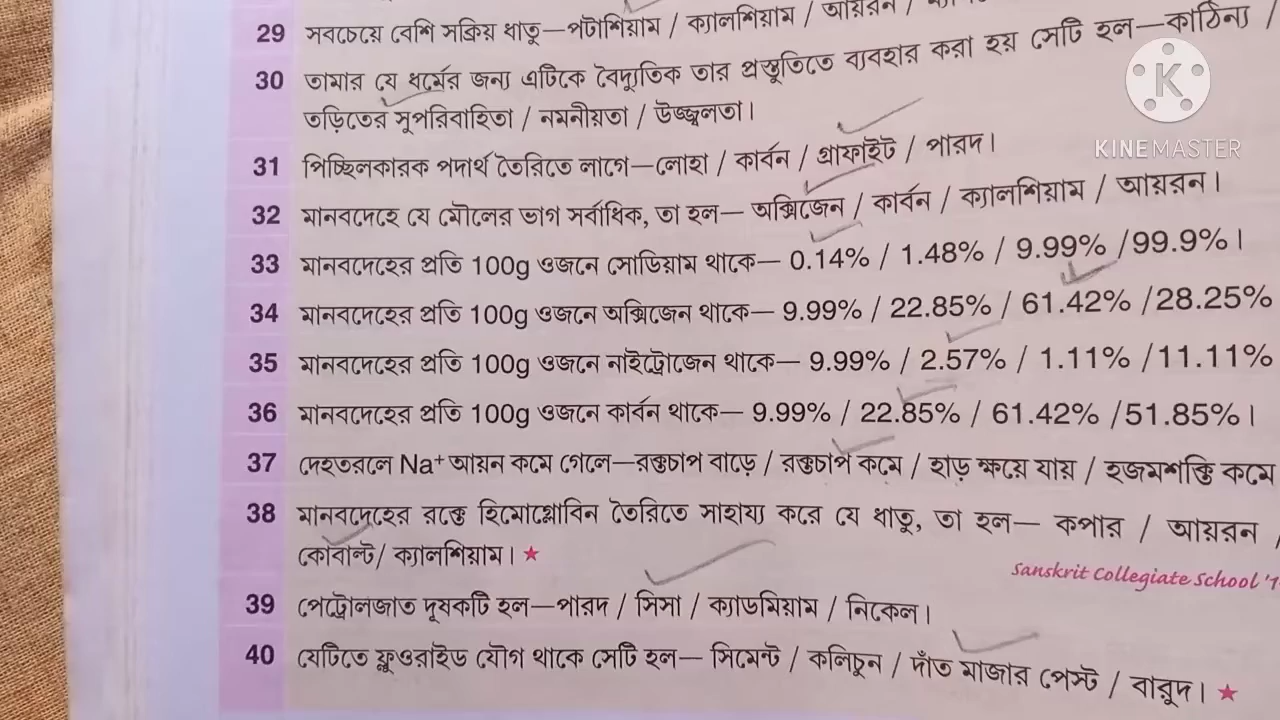 29 সবচেয়ে বেশি সক্রিয় ধাতু—পটাশিয়াম / ক্যালশিয়াম / আয়রন /
30 তামার যে ধর্মের জন্য এটিকে বৈদ্যুতিক তার প্রস্তুতিতে ব্যবহার করা হয় সেটি হল—কাঠিন্য /
তড়িতের সুপরিবাহিতা / নমনীয়তা / উজ্জ্বলতা।
31 পিচ্ছিলকারক পদার্থ তৈরিতে লাগে—লোহা / কার্বন / গ্রাফাইট / পারদ।
32 মানবদেহে যে মৌলের ভাগ সর্বাধিক, তা হল— অক্সিজেন / কার্বন / ক্যালশিয়াম / আয়রন।
33 মানবদেহের প্রতি 100g ওজনে সোডিয়াম থাকে— 0.14% / 1.48% / 9.99% /99.9%।
34 মানবদেহের প্রতি 100g ওজনে অক্সিজেন থাকে— 9.99% / 22.85% / 61.42% /28.25%
35 মানবদেহের প্রতি 100g ওজনে নাইট্রোজেন থাকে— 9.99% / 2.57% / 1.11% /11.11%
36 মানবদেহের প্রতি 100g ওজনে কার্বন থাকে— 9.99% / 22.85% / 61.42% /51.85%।
37 দেহতরলে Na⁺ আয়ন কমে গেলে—রক্তচাপ বাড়ে / রক্তচাপ কমে / হাড় ক্ষয়ে যায় / হজমশক্তি কমে
38 মানবদেহের রক্তে হিমোগ্লোবিন তৈরিতে সাহায্য করে যে ধাতু, তা হল— কপার / আয়রন /
কোবাল্ট/ ক্যালশিয়াম। ★
Sanskrit Collegiate School '1
39 পেট্রোলজাত দূষকটি হল—পারদ / সিসা / ক্যাডমিয়াম / নিকেল।
40 যেটিতে ফ্লুওরাইড যৌগ থাকে সেটি হল— সিমেন্ট / কলিচুন / দাঁত মাজার পেস্ট / বারুদ। ★
K
KINEMASTER